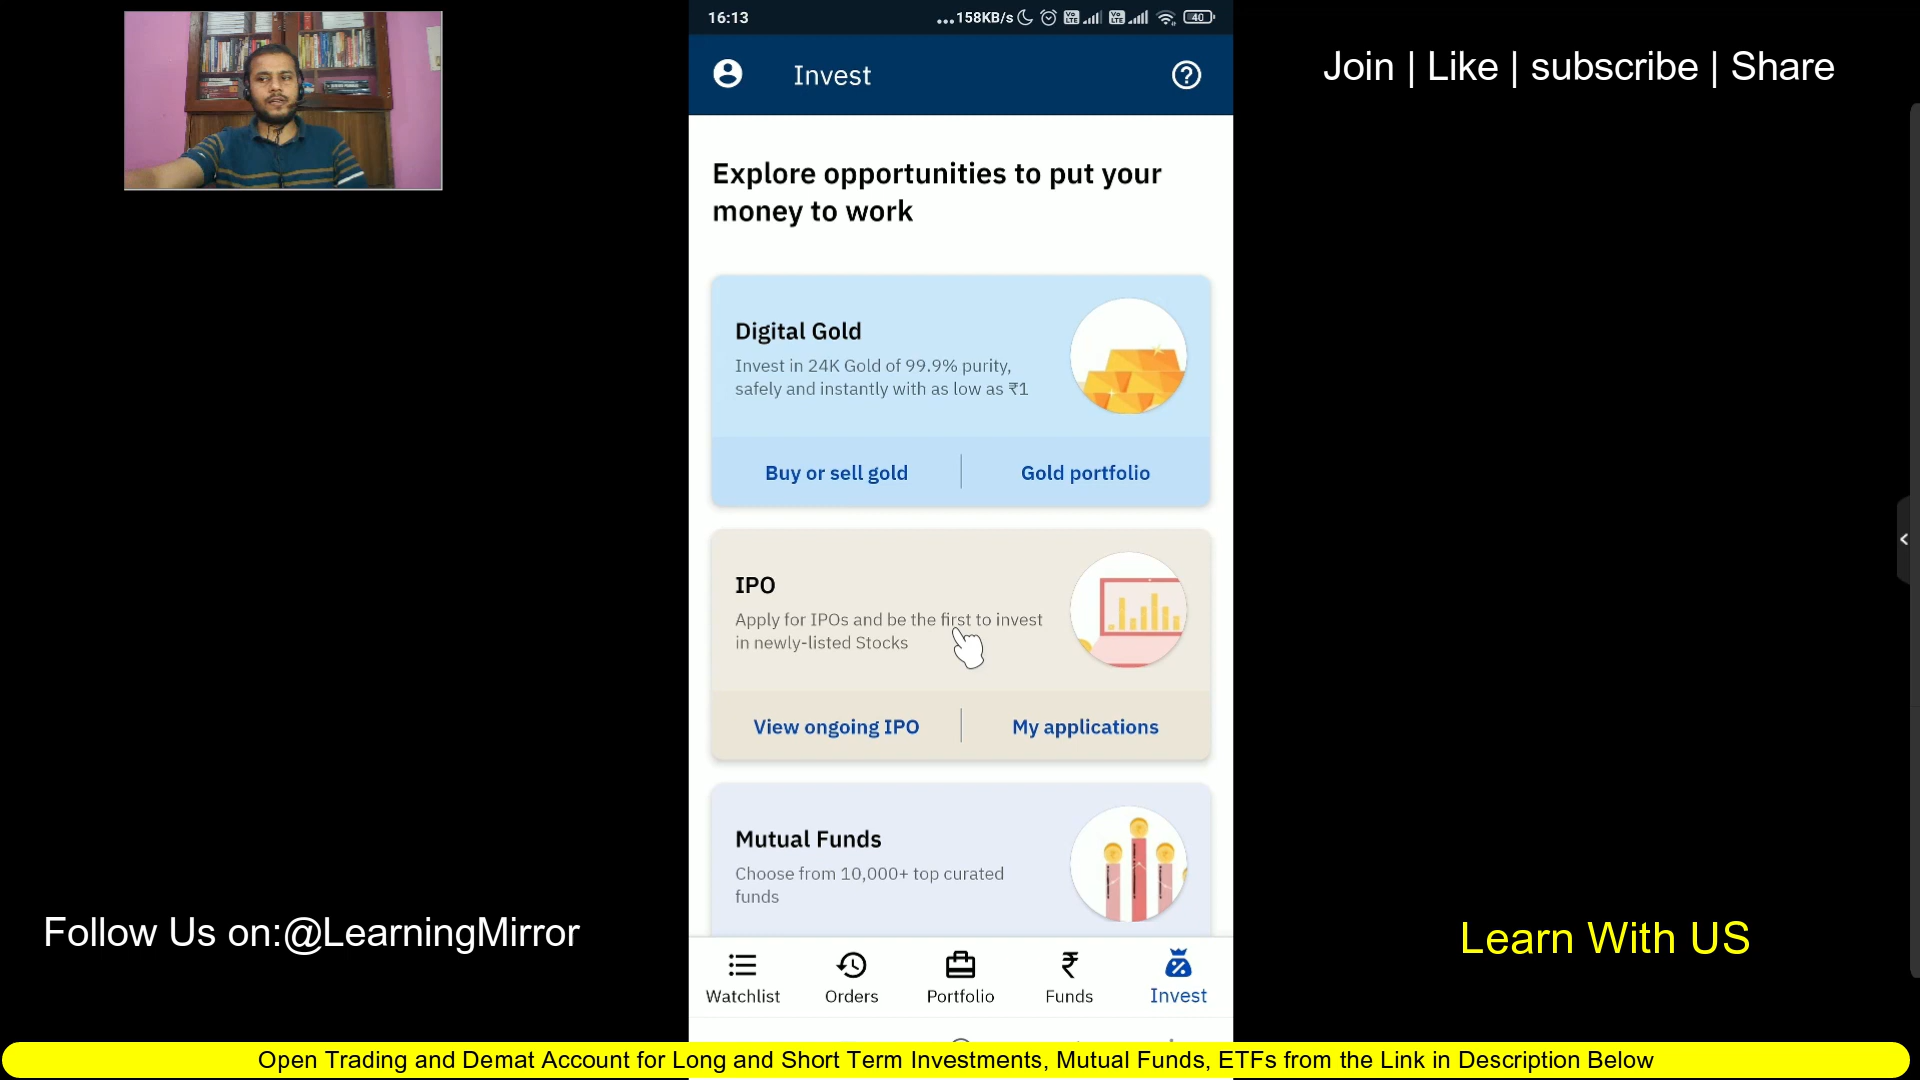 16:13
...158KB/s
Vo LTE
Vo LTE
40
Invest
Join | Like | subscribe | Share
Explore opportunities to put your
money to work
Digital Gold
Invest in 24K Gold of 99.9% purity,
safely and instantly with as low as ₹1
Buy or sell gold
Gold portfolio
IPO
Apply for IPOs and be the first to invest
in newly-listed Stocks
View ongoing IPO
My applications
Mutual Funds
Choose from 10,000+ top curated
funds
Follow Us on:@LearningMirror
Learn With US
Watchlist
Orders
Portfolio
Funds
Invest
Open Trading and Demat Account for Long and Short Term Investments, Mutual Funds, ETFs from the Link in Description Below